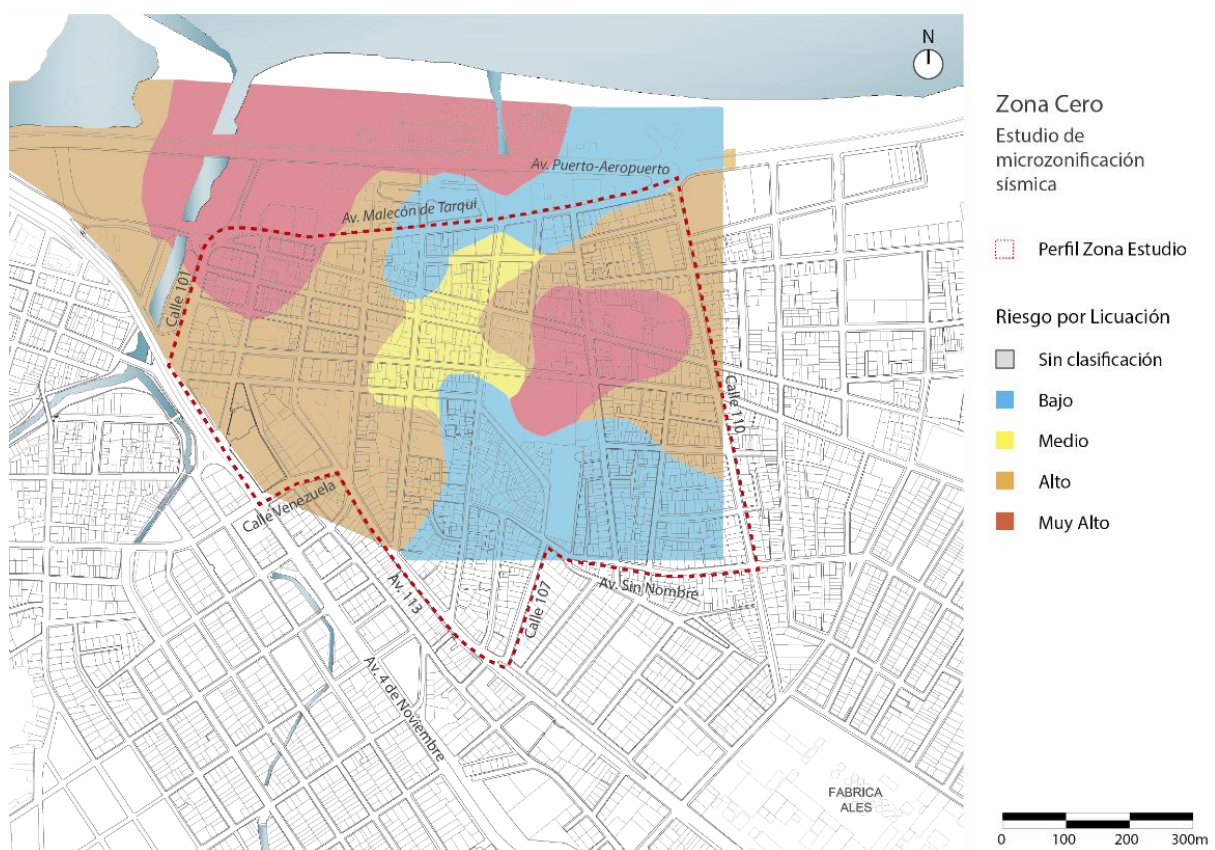 N
Zona Cero
Estudio de
microzonificación
sísmica
Perfil Zona Estudio
Riesgo por Licuación
Sin clasificación
Bajo
Medio
Alto
Muy Alto
Av. Puerto-Aeropuerto
Av. Malecón de Tarqui
Calle 101
Calle 110
Calle Venezuela
Av. 113
Calle 107
Av. Sin Nombre
Av. 4 de Noviembre
FABRICA
ALES
0 100 200 300m